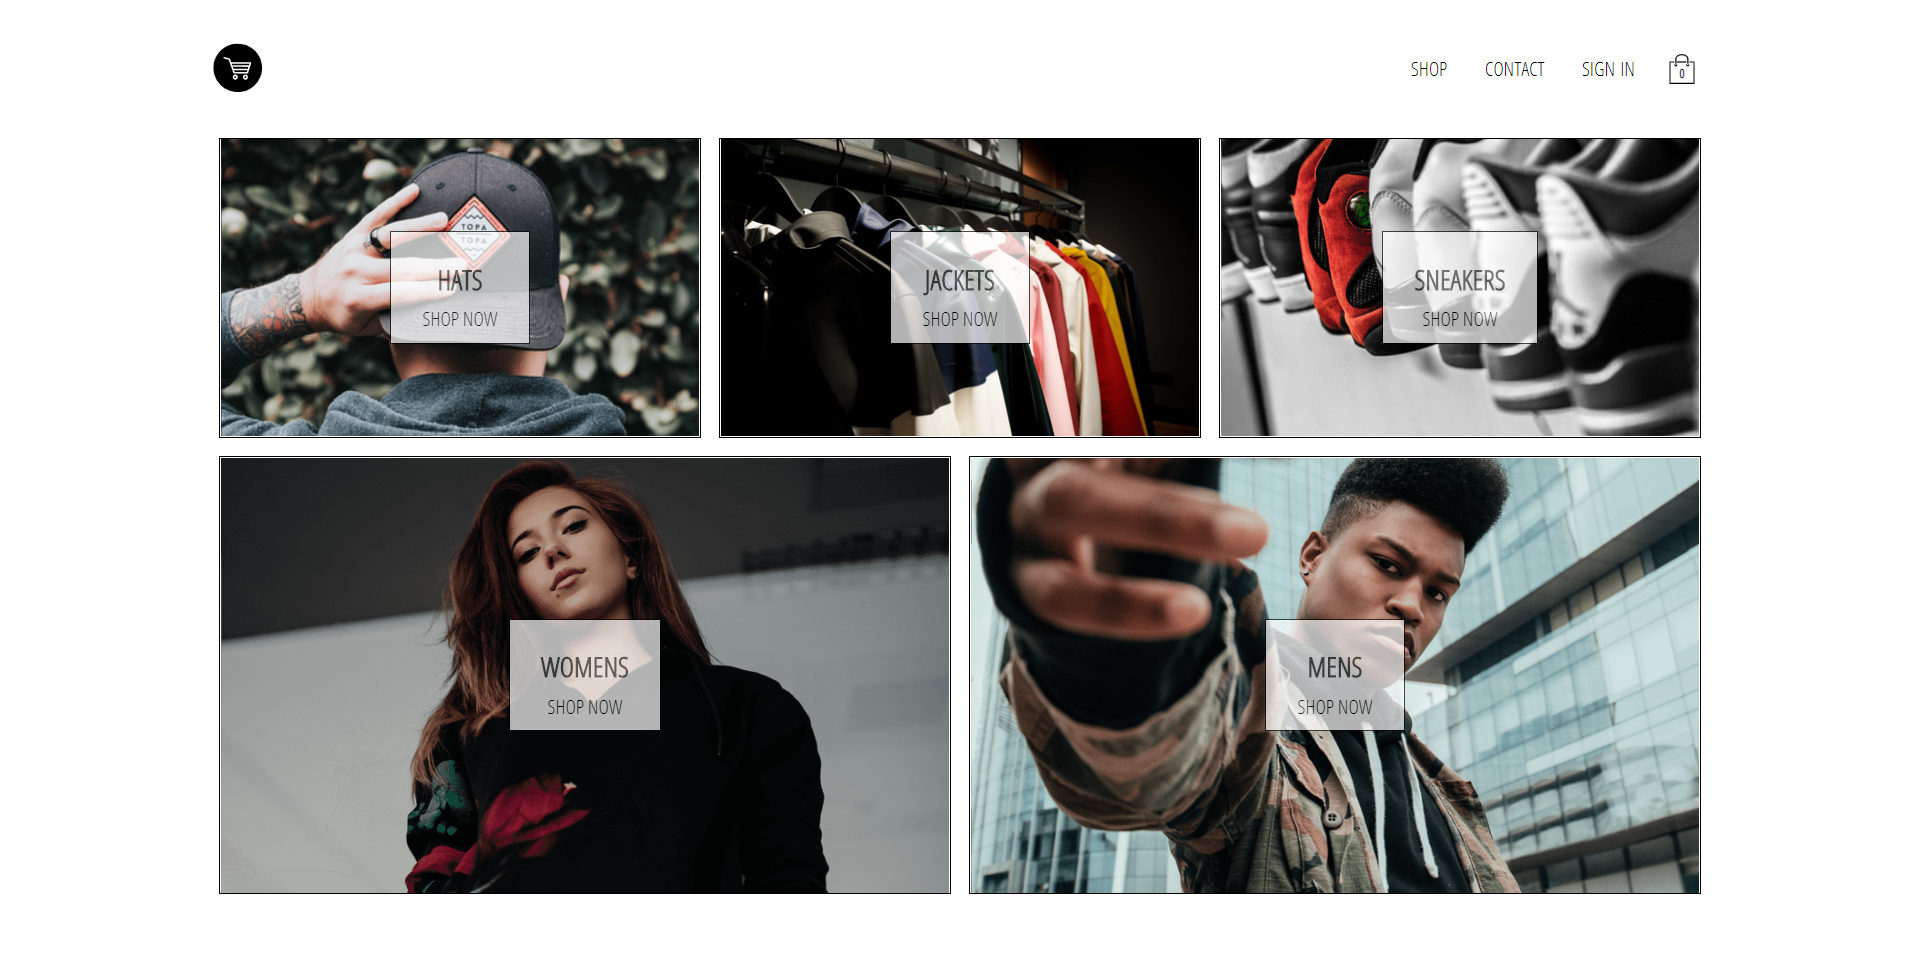 SHOP
CONTACT
SIGN IN
0
TOPA
TOPA
HATS
SHOP NOW
JACKETS
SHOP NOW
SNEAKERS
SHOP NOW
WOMENS
SHOP NOW
MENS
SHOP NOW